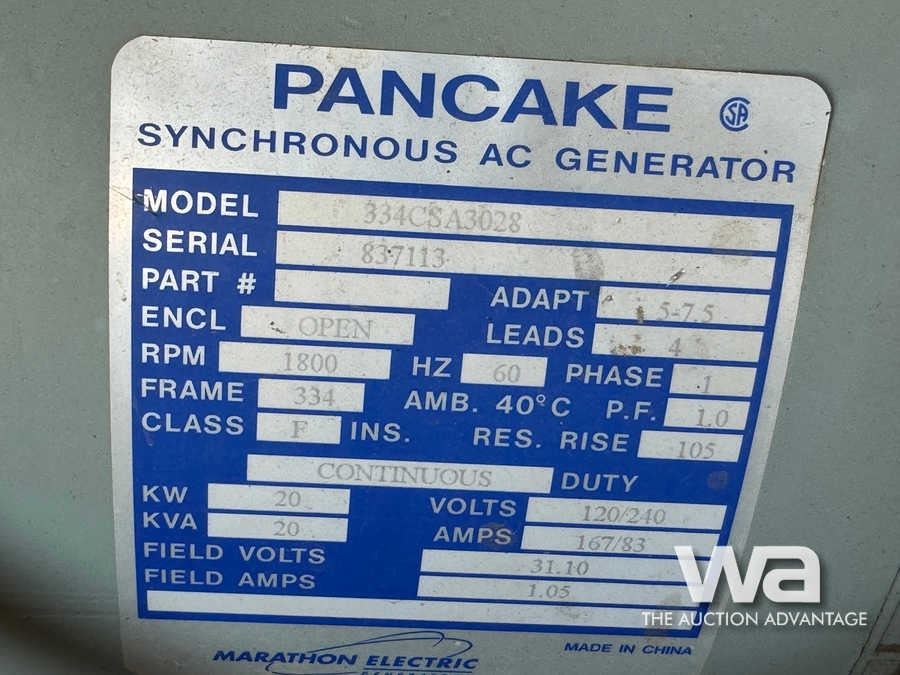 PANCAKE SA
SYNCHRONOUS AC GENERATOR
MODEL 334CSA3028
SERIAL 837113
PART # ADAPT 5-7.5
ENCL OPEN LEADS 4
RPM 1800 HZ 60 PHASE 1
FRAME 334 AMB. 40°C P.F. 1.0
CLASS F INS. RES. RISE 105
CONTINUOUS DUTY
KW 20 VOLTS 120/240
KVA 20 AMPS 167/83
FIELD VOLTS 31.10
FIELD AMPS 1.05
MARATHON ELECTRIC
MADE IN CHINA
wa
THE AUCTION ADVANTAGE